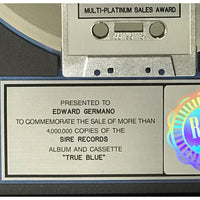 MULTI-PLATINUM SALES AWARD
PRESENTED TO
EDWARD GERMANO
TO COMMEMORATE THE SALE OF MORE THAN
4,000,000 COPIES OF THE
SIRE RECORDS
ALBUM AND CASSETTE
"TRUE BLUE"